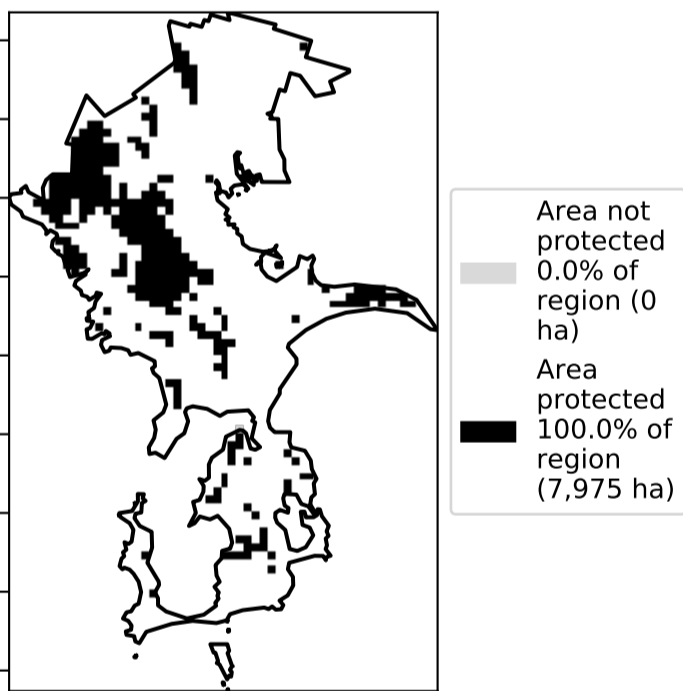 Area not
protected
0.0% of
region (0
ha)
Area
protected
100.0% of
region
(7,975 ha)